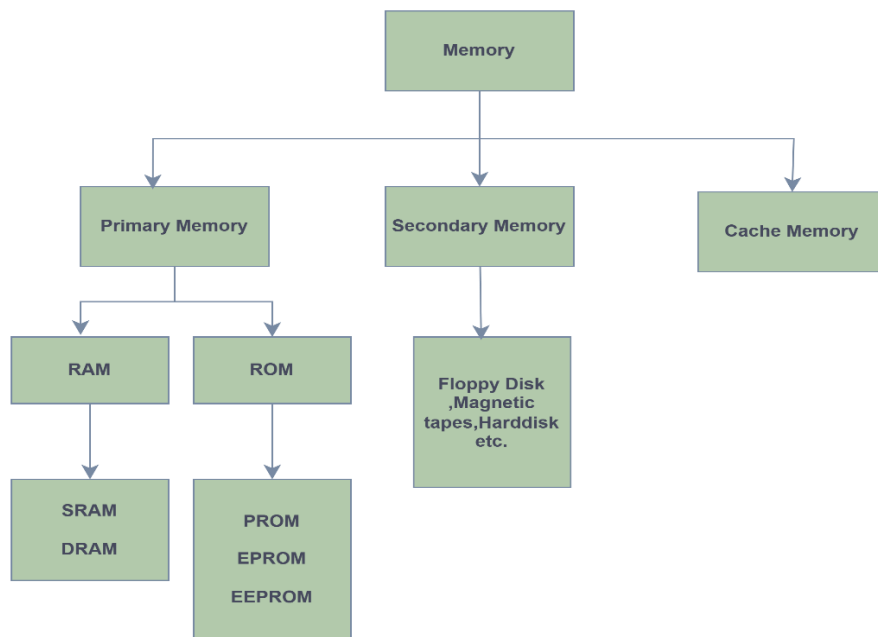 Memory
Primary Memory
Secondary Memory
Cache Memory
RAM
ROM
Floppy Disk
,Magnetic
tapes,Harddisk
etc.
SRAM
DRAM
PROM
EPROM
EEPROM